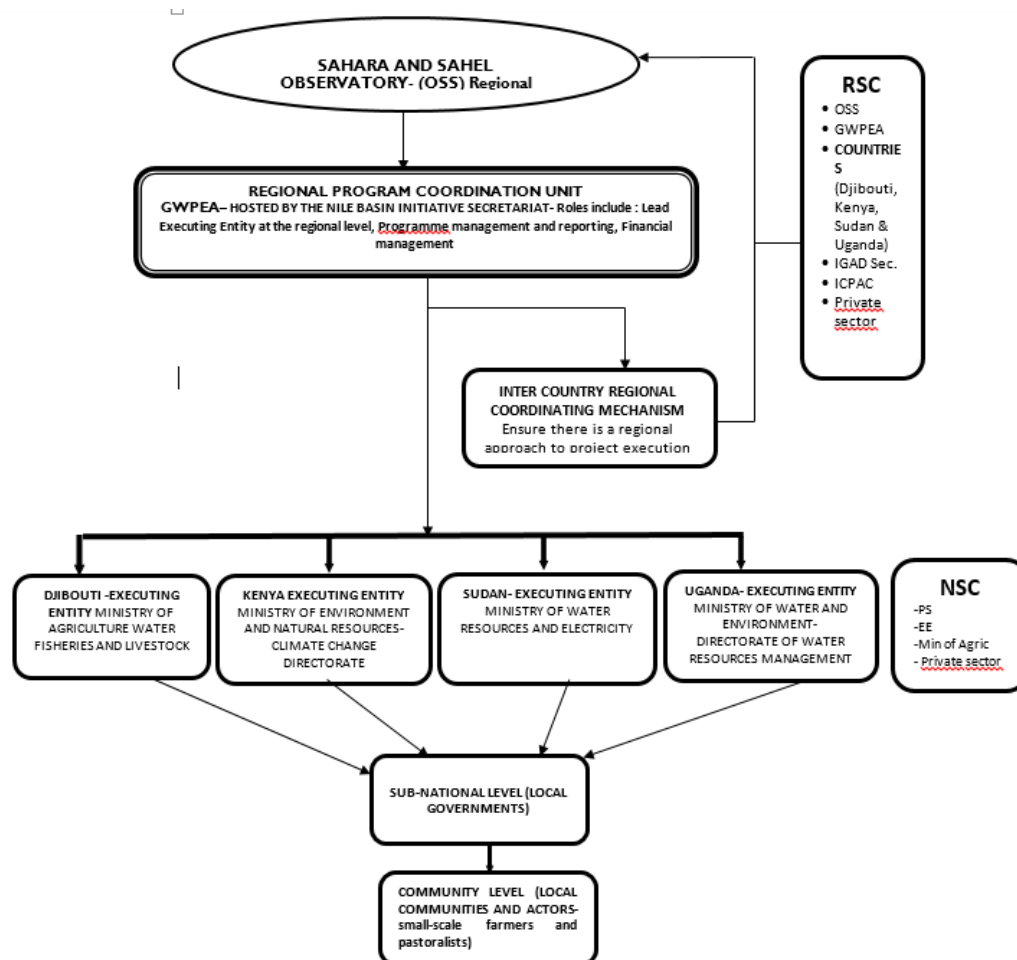 SAHARA AND SAHEL
OBSERVATORY- (OSS) Regional
REGIONAL PROGRAM COORDINATION UNIT
GWPEA– HOSTED BY THE NILE BASIN INITIATIVE SECRETARIAT- Roles include : Lead
Executing Entity at the regional level, Programme management and reporting, Financial
management
RSC
• OSS
• GWPEA
• COUNTRIE
S
(Djibouti,
Kenya,
Sudan &
Uganda)
• IGAD Sec.
• ICPAC
• Private
sector
INTER COUNTRY REGIONAL
COORDINATING MECHANISM
Ensure there is a regional
approach to project execution
DJIBOUTI -EXECUTING
ENTITY MINISTRY OF
AGRICULTURE WATER
FISHERIES AND LIVESTOCK
KENYA EXECUTING ENTITY
MINISTRY OF ENVIRONMENT
AND NATURAL RESOURCES-
CLIMATE CHANGE
DIRECTORATE
SUDAN- EXECUTING ENTITY
MINISTRY OF WATER
RESOURCES AND ELECTRICITY
UGANDA- EXECUTING ENTITY
MINISTRY OF WATER AND
ENVIRONMENT-
DIRECTORATE OF WATER
RESOURCES MANAGEMENT
NSC
-PS
-EE
-Min of Agric
- Private sector
SUB-NATIONAL LEVEL (LOCAL
GOVERNMENTS)
COMMUNITY LEVEL (LOCAL
COMMUNITIES AND ACTORS-
small-scale farmers and
pastoralists)